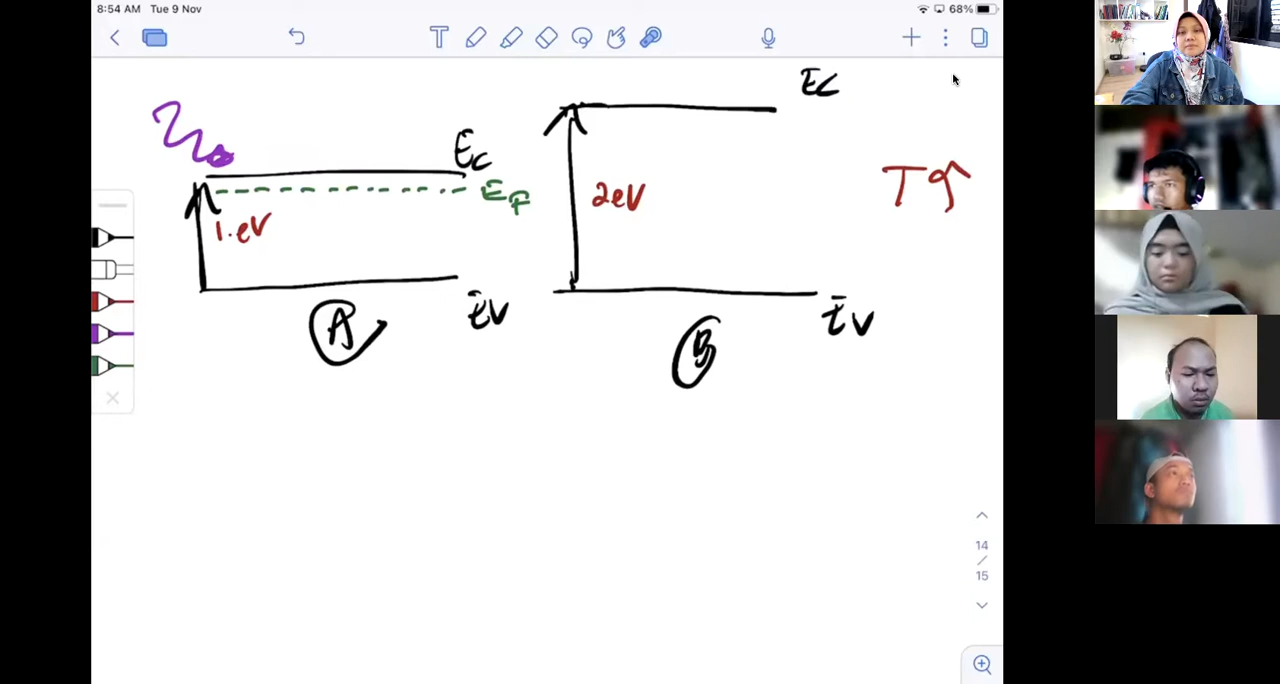 8:54 AM Tue 9 Nov
68%
T
Ec
Ec
EF
1.eV
2eV
T↑
Ev
Ev
A
B
14
/
15